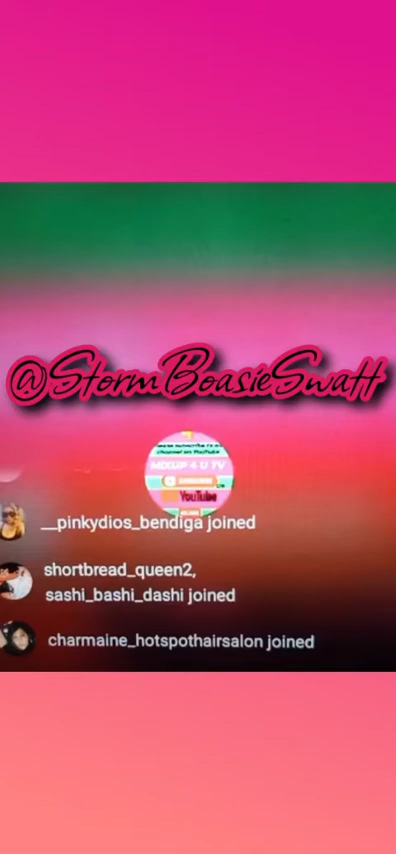 @StormBoasieSwatt
MIXUP 4 U TV
YouTube
__pinkydios_bendiga joined
shortbread_queen2,
sashi_bashi_dashi joined
charmaine_hotspothairsalon joined